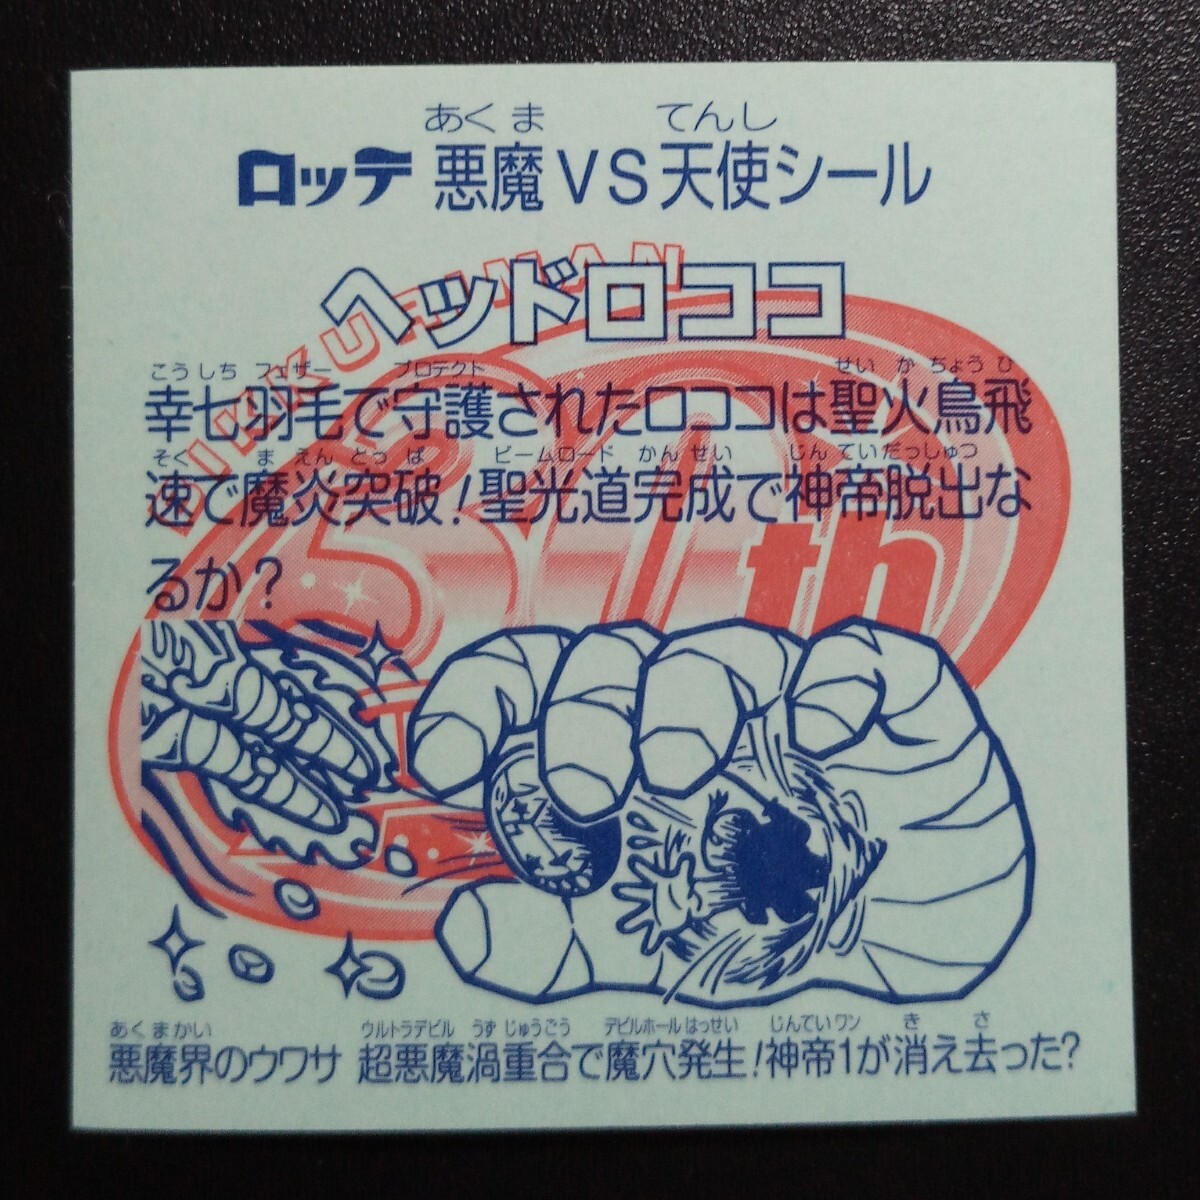 あくま てんし
ロッテ 悪魔VS天使シール
BIKKURIMAN
ヘッドロココ
こうしち フェザー プロテクト せい か ちょう ひ
幸七羽毛で守護されたロココは聖火鳥飛
そく ま えん とっ ぱ ビームロード かん せい じん てい だっしゅつ
速で魔炎突破!聖光道完成で神帝脱出な
るか?
30th
あくまかい ウルトラデビル うず じゅうごう デビルホール はっせい じんてい ワン き さ
悪魔界のウワサ 超悪魔渦重合で魔穴発生!神帝1が消え去った?